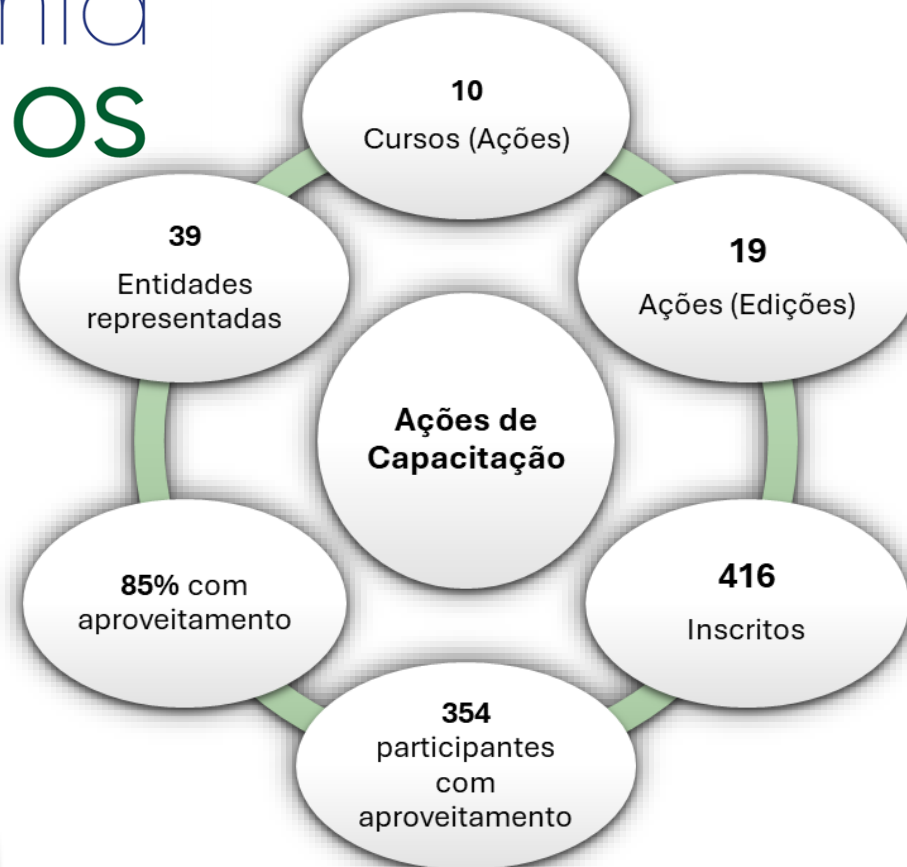 os
10
Cursos (Ações)
19
Ações (Edições)
416
Inscritos
354
participantes
com
aproveitamento
85% com
aproveitamento
39
Entidades
representadas
Ações de
Capacitação